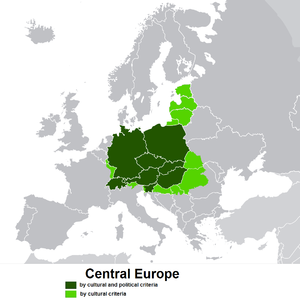 Central Europe
by cultural and political criteria
by cultural criteria